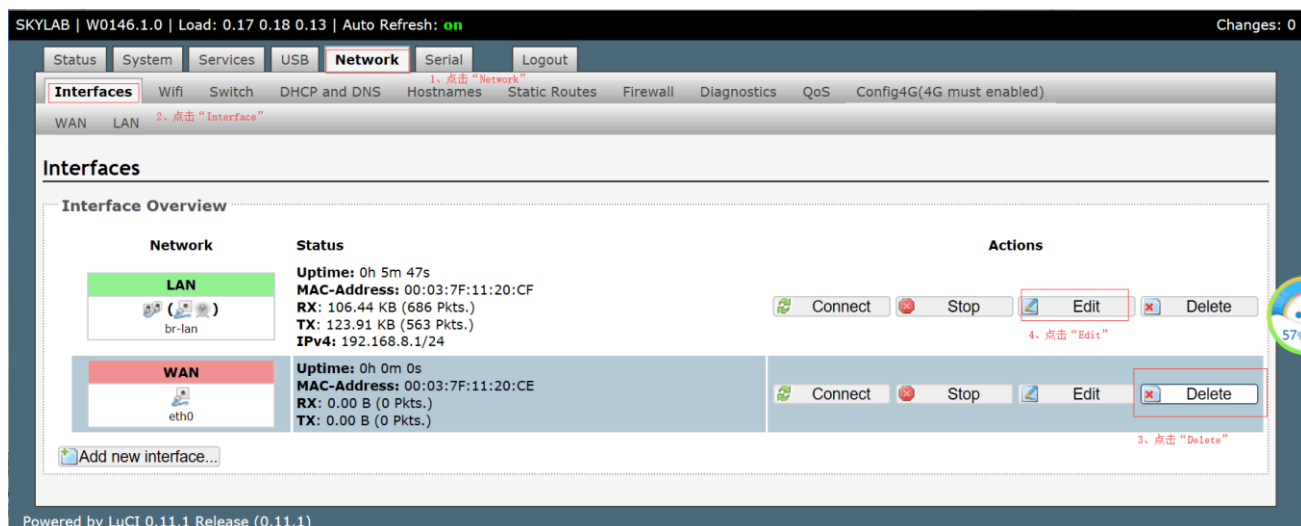 SKYLAB | W0146.1.0 | Load: 0.17 0.18 0.13 | Auto Refresh: on Changes: 0
Status System Services USB Network Serial Logout
1、点击“Network”
Interfaces Wifi Switch DHCP and DNS Hostnames Static Routes Firewall Diagnostics QoS Config4G(4G must enabled)
WAN LAN 2、点击“Interface”
Interfaces
Interface Overview
Network Status Actions
LAN
br-lan
Uptime: 0h 5m 47s
MAC-Address: 00:03:7F:11:20:CF
RX: 106.44 KB (686 Pkts.)
TX: 123.91 KB (563 Pkts.)
IPv4: 192.168.8.1/24
Connect Stop Edit Delete
4、点击“Edit”
57%
WAN
eth0
Uptime: 0h 0m 0s
MAC-Address: 00:03:7F:11:20:CE
RX: 0.00 B (0 Pkts.)
TX: 0.00 B (0 Pkts.)
Connect Stop Edit Delete
3、点击“Delete”
Add new interface...
Powered by LuCI 0.11.1 Release (0.11.1)